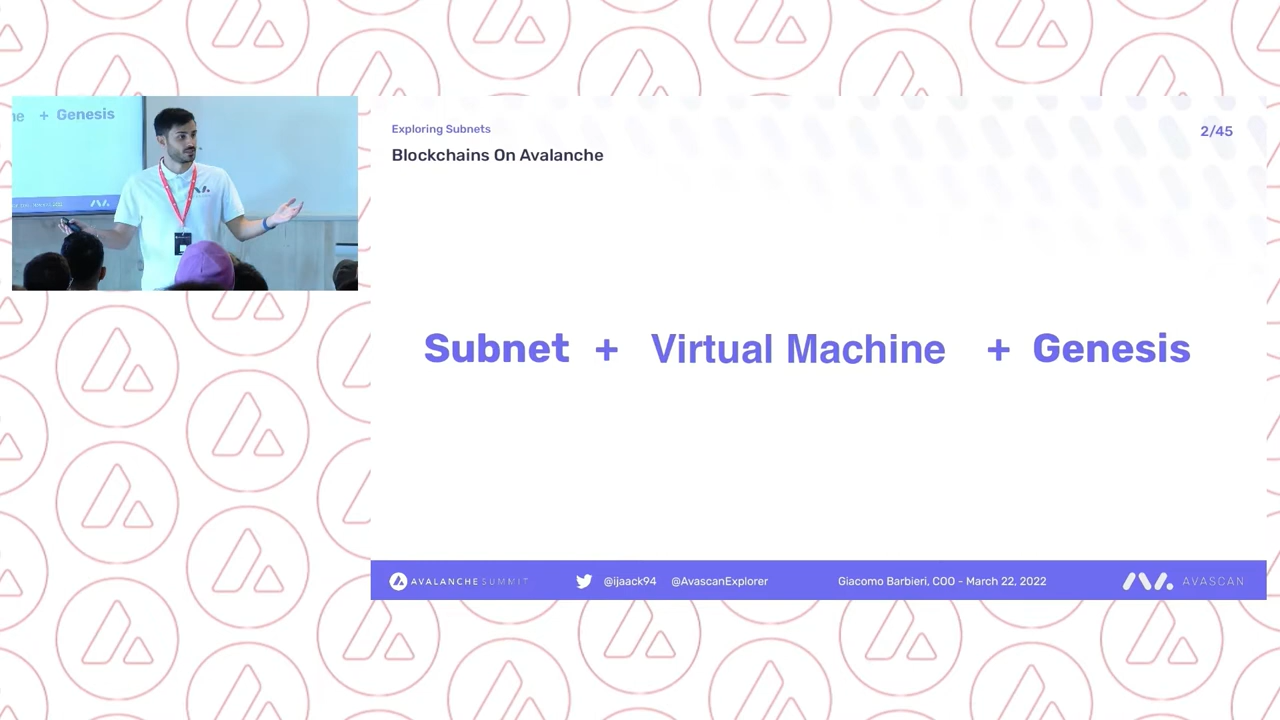 ne + Genesis
Exploring Subnets
2/45
Blockchains On Avalanche
Subnet + Virtual Machine + Genesis
AVALANCHE SUMMIT @ijaack94 @AvascanExplorer Giacomo Barbieri, COO - March 22, 2022 AVASCAN